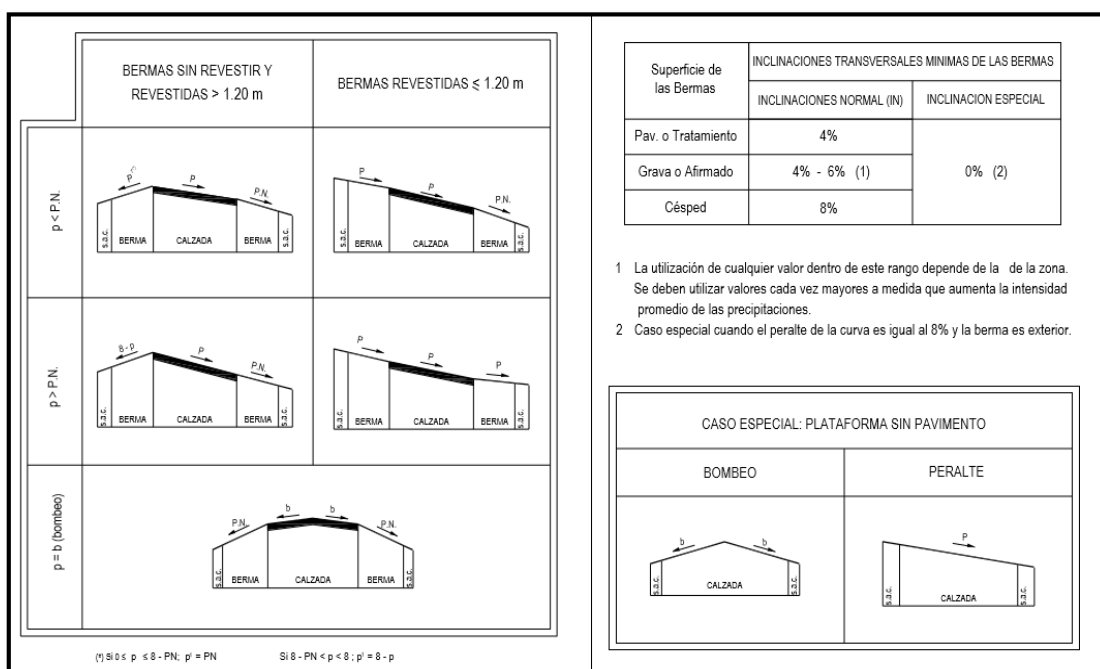 BERMAS SIN REVESTIR Y
REVESTIDAS > 1.20 m
BERMAS REVESTIDAS ⩽ 1.20 m
p < P.N.
P(*)
P
P.N.
s.a.c.
BERMA
CALZADA
BERMA
s.a.c.
P
P
P.N.
s.a.c.
BERMA
CALZADA
BERMA
s.a.c.
p > P.N.
8-p
P
P.N.
s.a.c.
BERMA
CALZADA
BERMA
s.a.c.
P
P
P
s.a.c.
BERMA
CALZADA
BERMA
s.a.c.
p = b (bombeo)
P.N.
b
b
P.N.
s.a.c.
BERMA
CALZADA
BERMA
s.a.c.
(*) Si 0 ≤ p ≤ 8 - PN; p' = PN
Si 8 - PN < p < 8 ; p' = 8 - p
Superficie de
las Bermas
INCLINACIONES TRANSVERSALES MINIMAS DE LAS BERMAS
INCLINACIONES NORMAL (IN)
INCLINACION ESPECIAL
Pav. o Tratamiento
4%
Grava o Afirmado
4% - 6% (1)
0% (2)
Césped
8%
1 La utilización de cualquier valor dentro de este rango depende de la de la zona.
Se deben utilizar valores cada vez mayores a medida que aumenta la intensidad
promedio de las precipitaciones.
2 Caso especial cuando el peralte de la curva es igual al 8% y la berma es exterior.
CASO ESPECIAL: PLATAFORMA SIN PAVIMENTO
BOMBEO
PERALTE
b
b
s.a.c.
CALZADA
s.a.c.
P
s.a.c.
CALZADA
s.a.c.